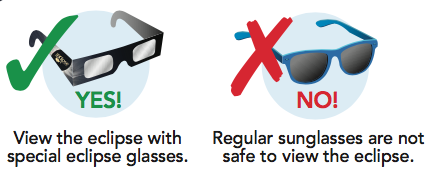 YES!
View the eclipse with
special eclipse glasses.
NO!
Regular sunglasses are not
safe to view the eclipse.